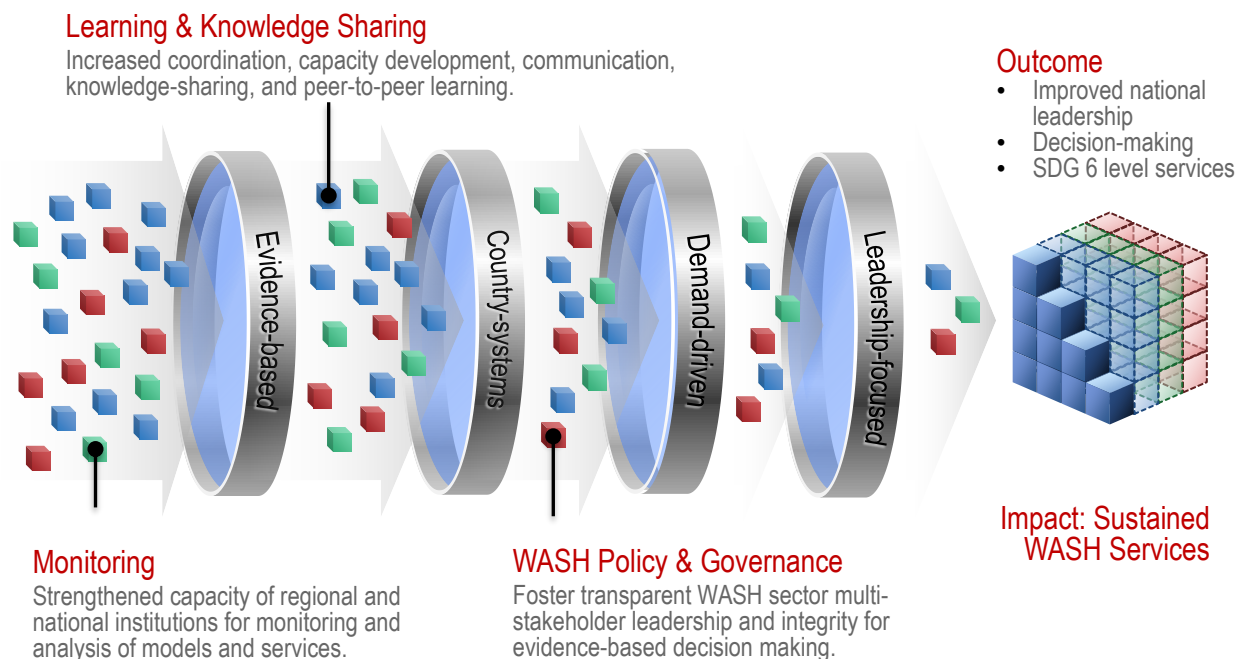 Learning & Knowledge Sharing
Increased coordination, capacity development, communication,
knowledge-sharing, and peer-to-peer learning.
Outcome
• Improved national
leadership
• Decision-making
• SDG 6 level services
Evidence-based
Country-systems
Demand-driven
Leadership-focused
Impact: Sustained
WASH Services
Monitoring
Strengthened capacity of regional and
national institutions for monitoring and
analysis of models and services.
WASH Policy & Governance
Foster transparent WASH sector multi-
stakeholder leadership and integrity for
evidence-based decision making.